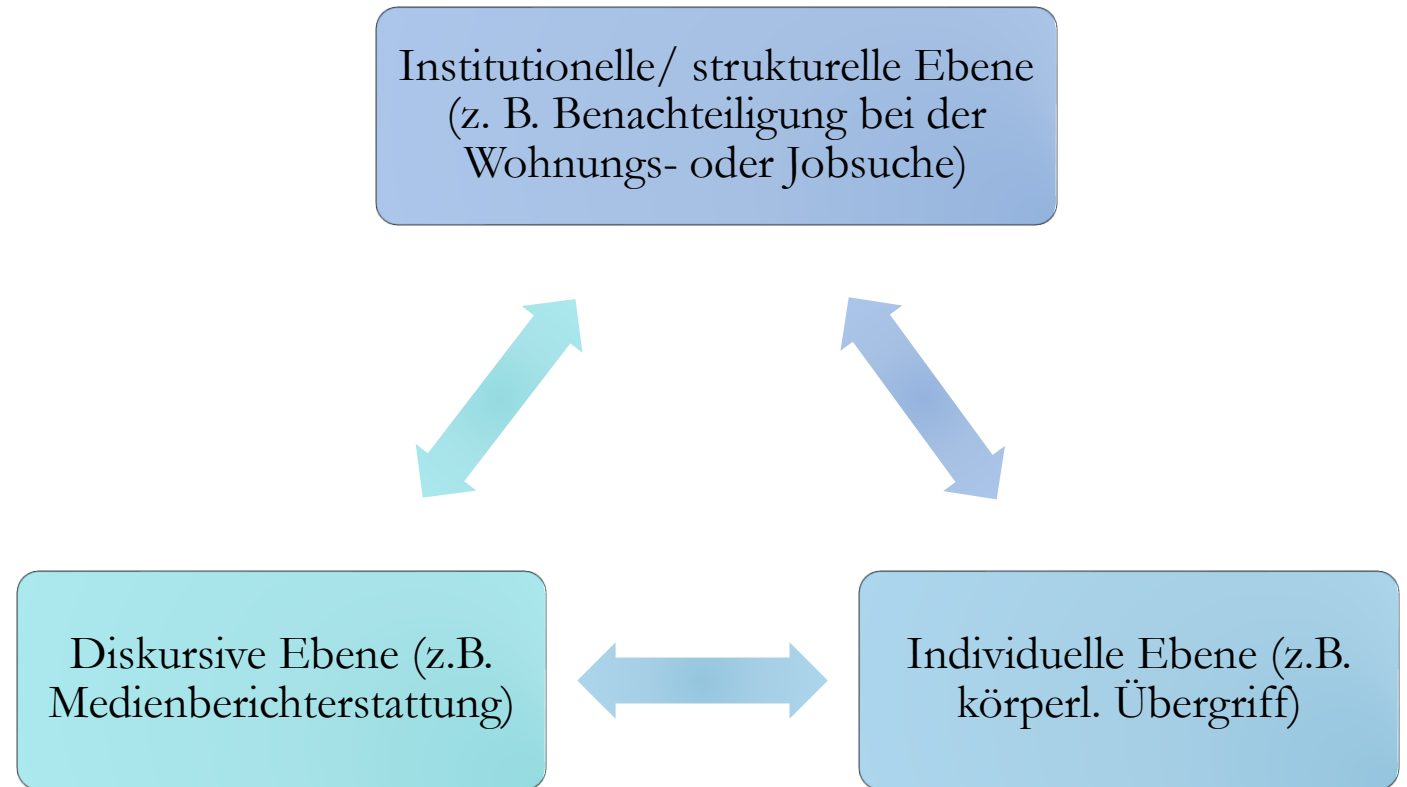 Institutionelle/ strukturelle Ebene
(z. B. Benachteiligung bei der
Wohnungs- oder Jobsuche)
Diskursive Ebene (z.B.
Medienberichterstattung)
Individuelle Ebene (z.B.
körperl. Übergriff)